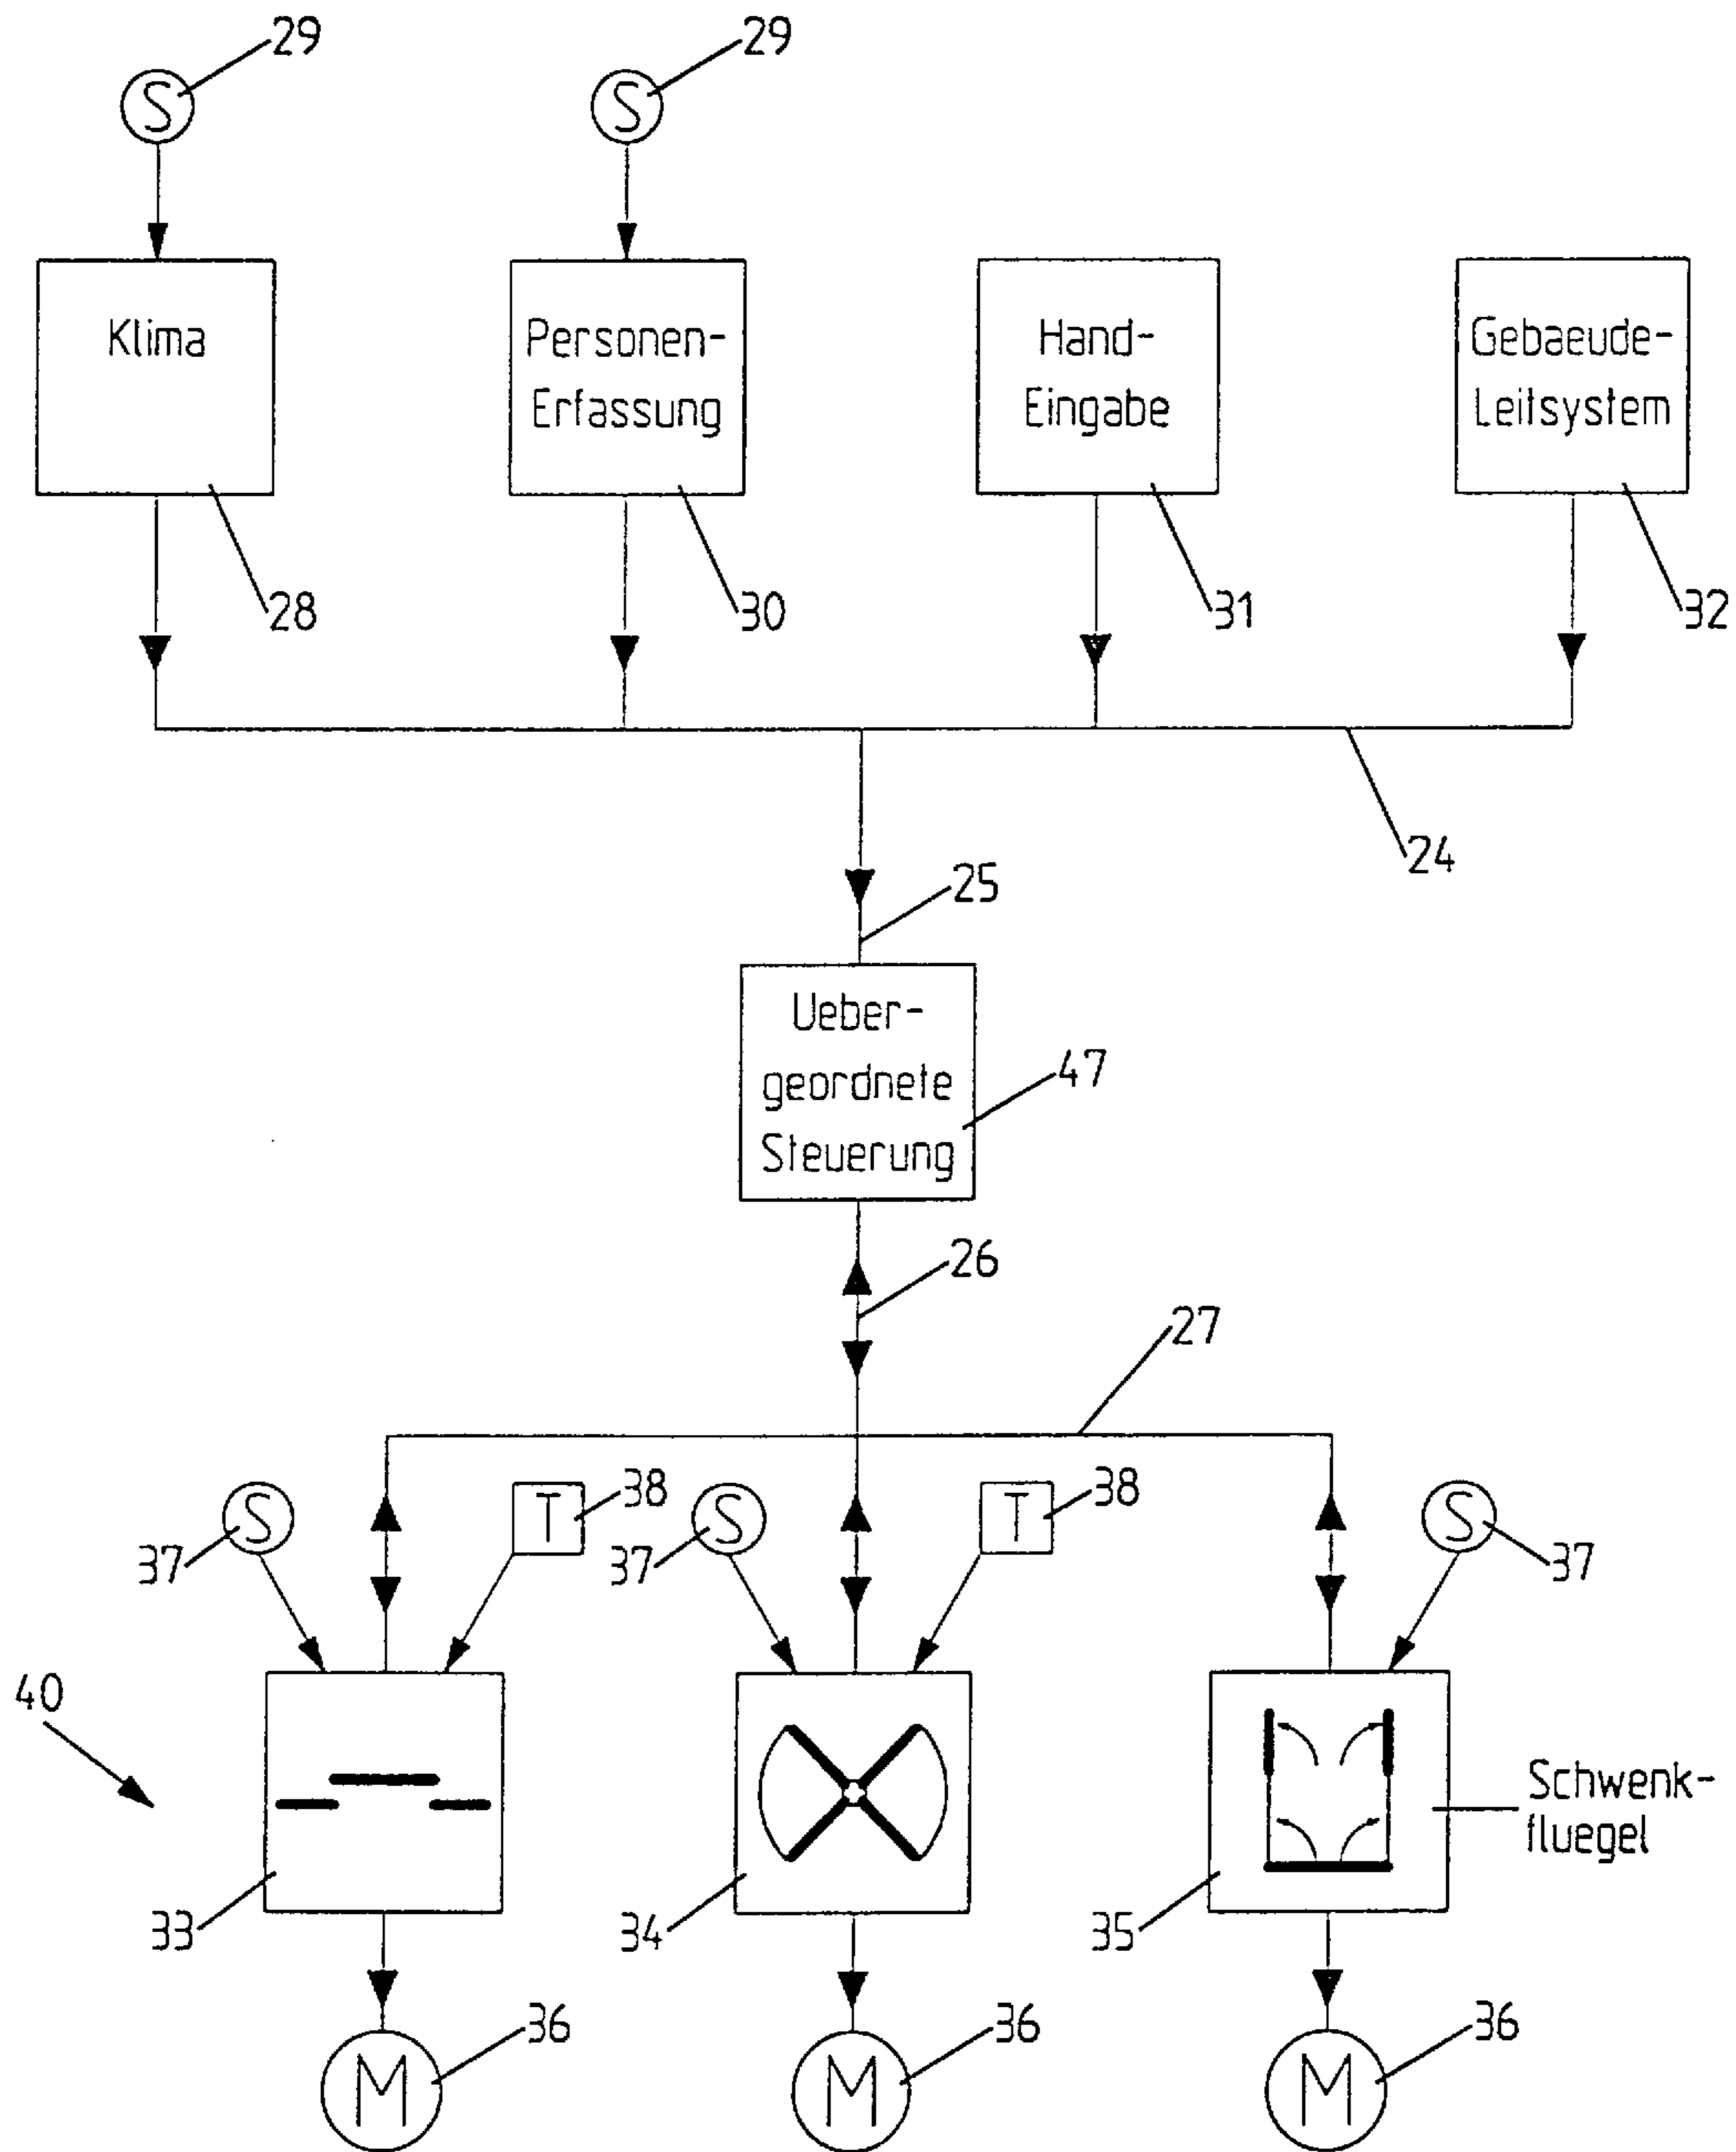 29
29
S
S
Klima
Personen-
Erfassung
Hand-
Eingabe
Gebaeude-
Leitsystem
28
30
31
32
24
25
Ueber-
geordnete
Steuerung
47
26
27
S
T
38
S
T
38
S
37
37
37
40
Schwenk-
fluegel
33
34
35
M
36
M
36
M
36